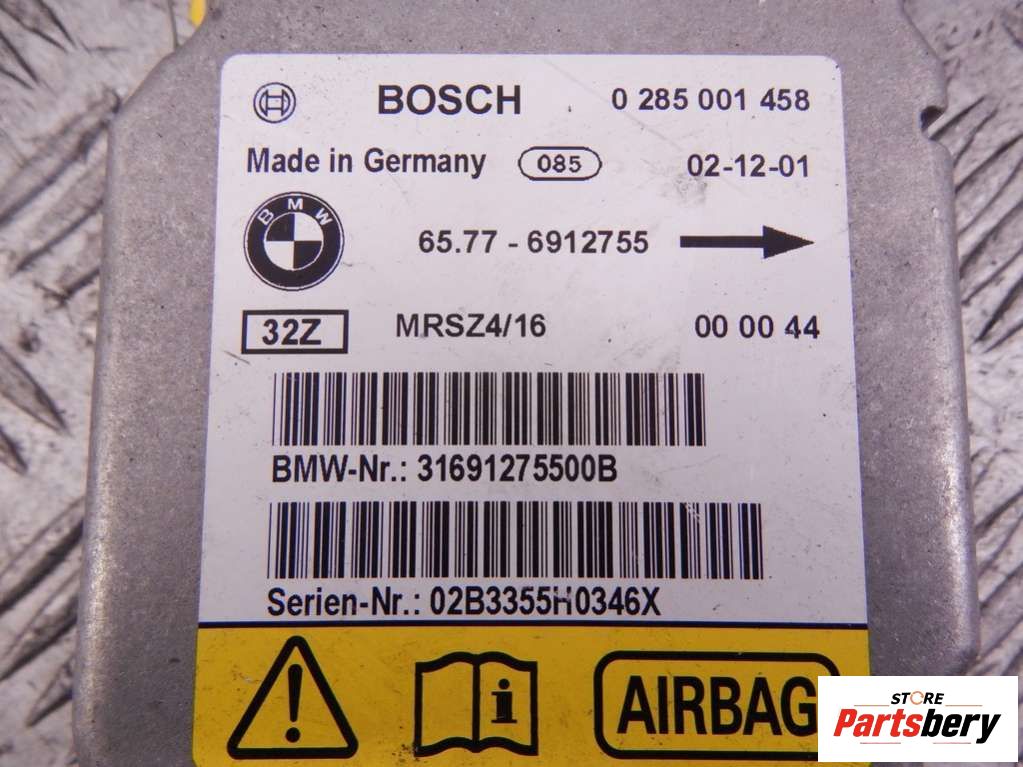 BOSCH 0 285 001 458
Made in Germany 085 02-12-01
BMW 65.77 - 6912755
32Z MRSZ4/16 00 00 44
BMW-Nr.: 31691275500B
Serien-Nr.: 02B3355H0346X
i AIRBAG
STORE
Partsbery